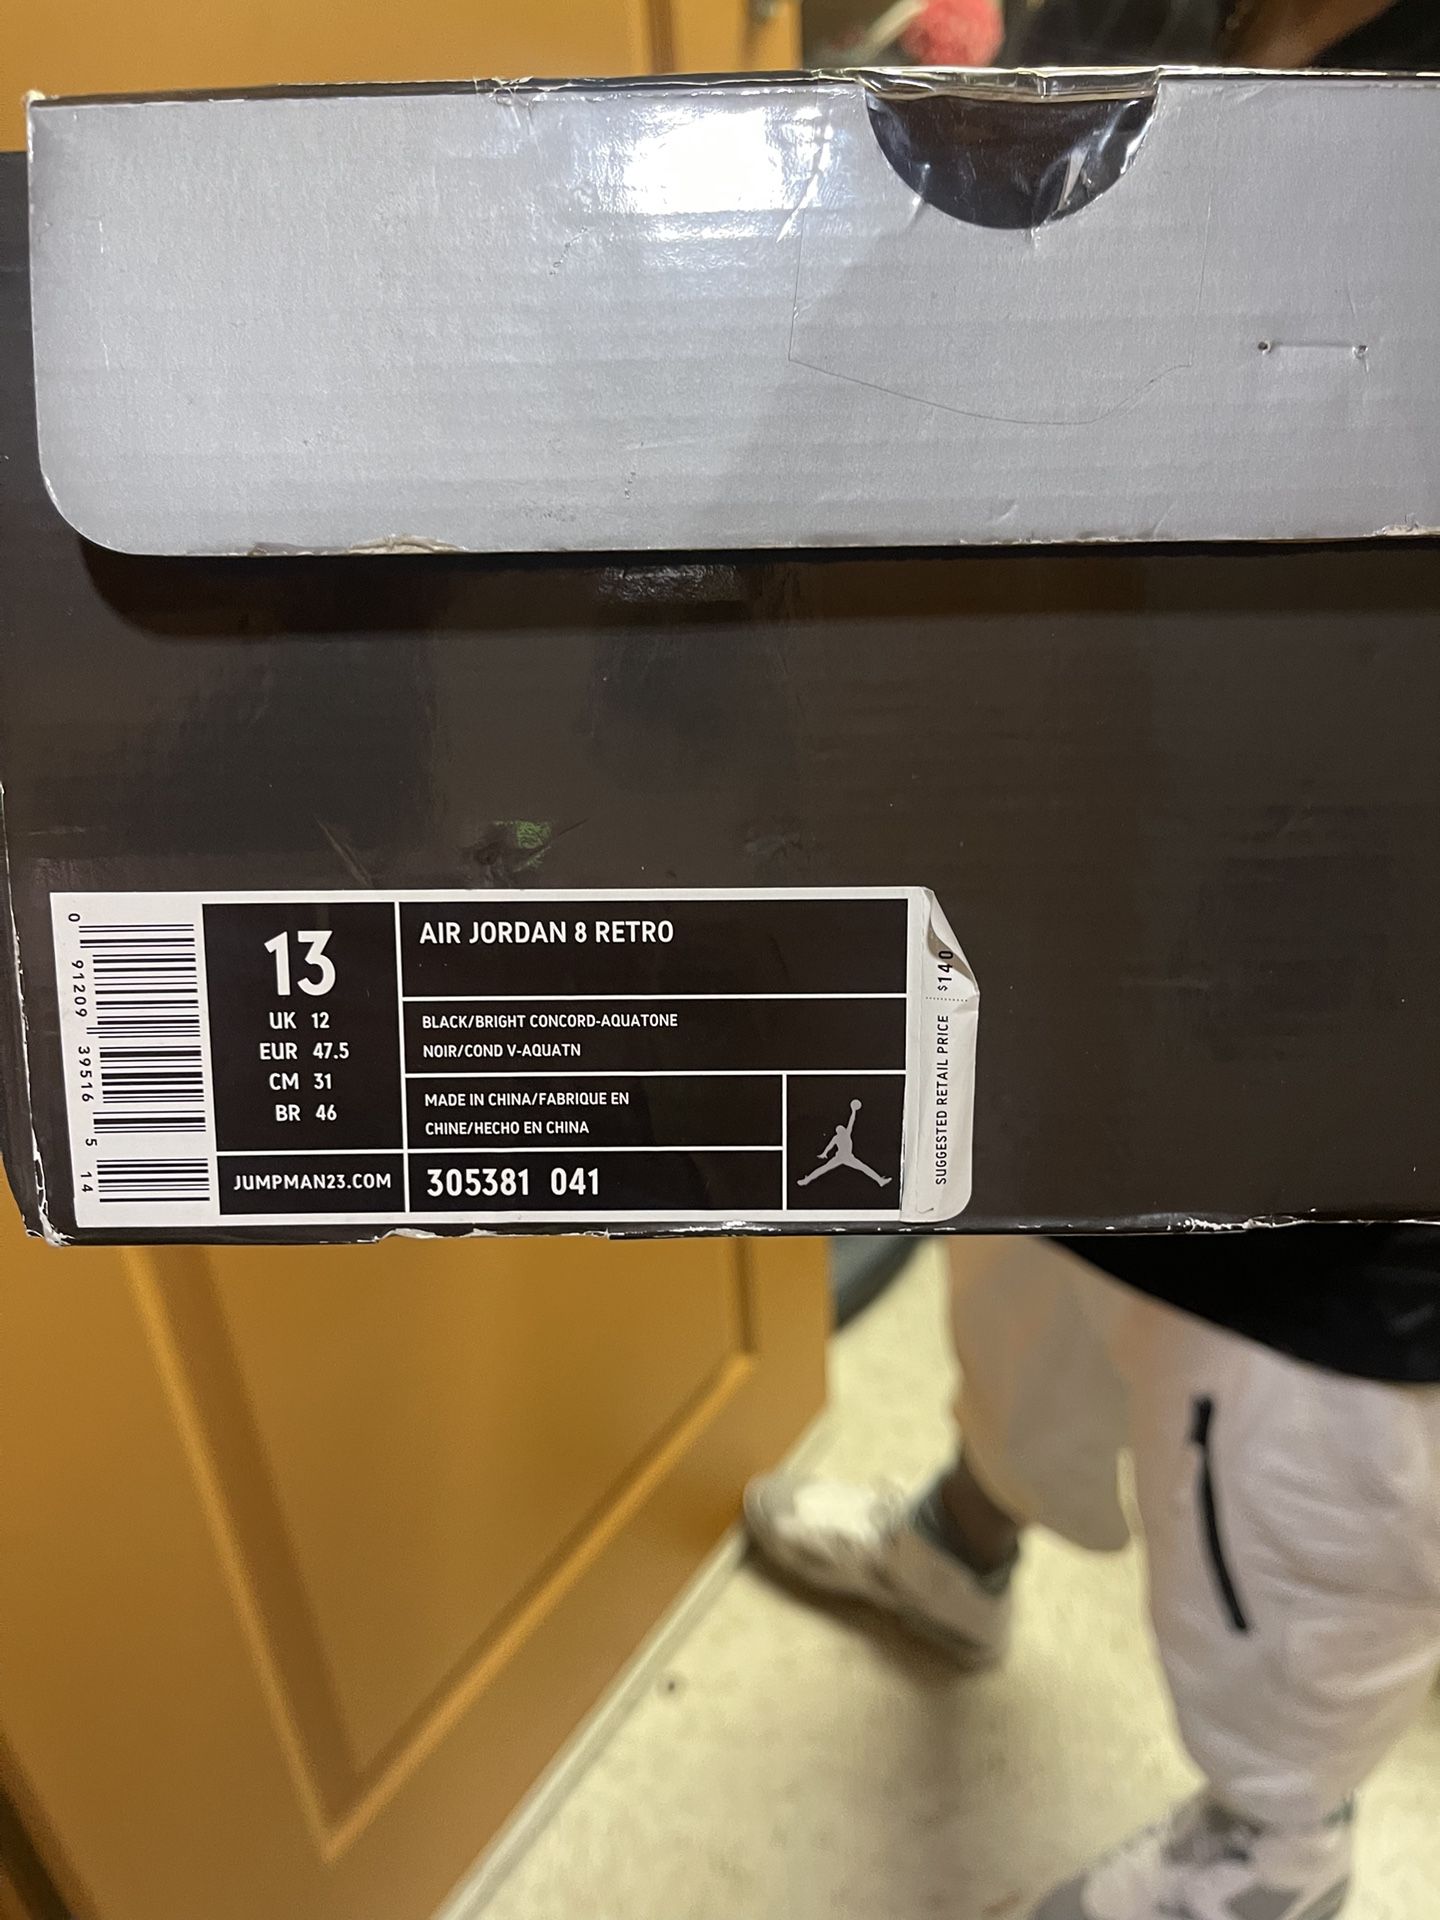 0 91209 39516 5 14
13
UK 12
EUR 47.5
CM 31
BR 46
JUMPMAN23.COM
AIR JORDAN 8 RETRO
BLACK/BRIGHT CONCORD-AQUATONE
NOIR/COND V-AQUATN
MADE IN CHINA/FABRIQUE EN
CHINE/HECHO EN CHINA
305381 041
SUGGESTED RETAIL PRICE $140